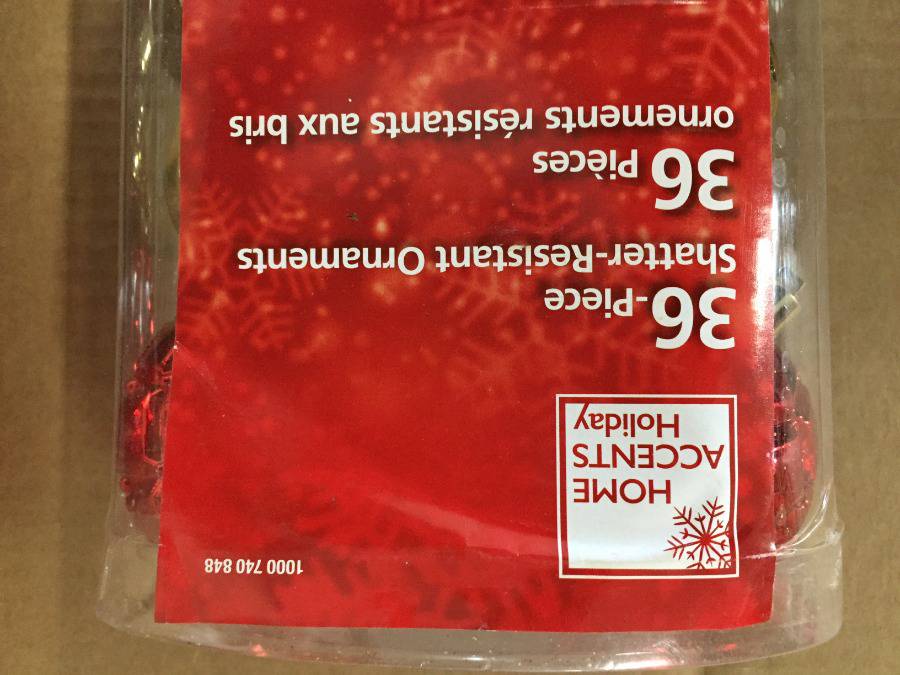 1000 740 848
HOME
ACCENTS
Holiday
36-Piece
Shatter-Resistant Ornaments
36 Pièces
ornements résistants aux bris